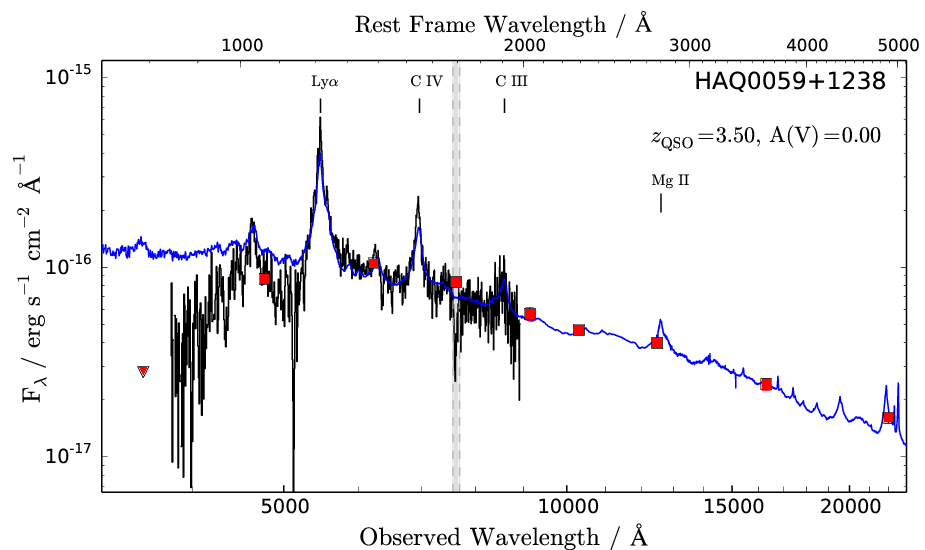 Rest Frame Wavelength / Å
1000 2000 3000 4000 5000
10⁻¹⁵
Lyα C IV C III HAQ0059+1238
z_QSO=3.50, A(V)=0.00
Mg II
F_λ / erg s⁻¹ cm⁻² Å⁻¹
10⁻¹⁶
10⁻¹⁷
5000 10000 15000 20000
Observed Wavelength / Å